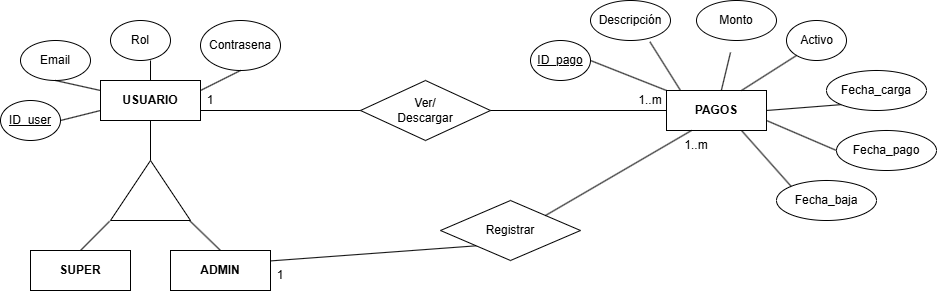 Descripción
Monto
Rol
Activo
Contrasena
Email
ID_pago
Fecha_carga
USUARIO
1
Ver/
Descargar
1..m
PAGOS
ID_user
1..m
Fecha_pago
Fecha_baja
Registrar
SUPER
ADMIN
1